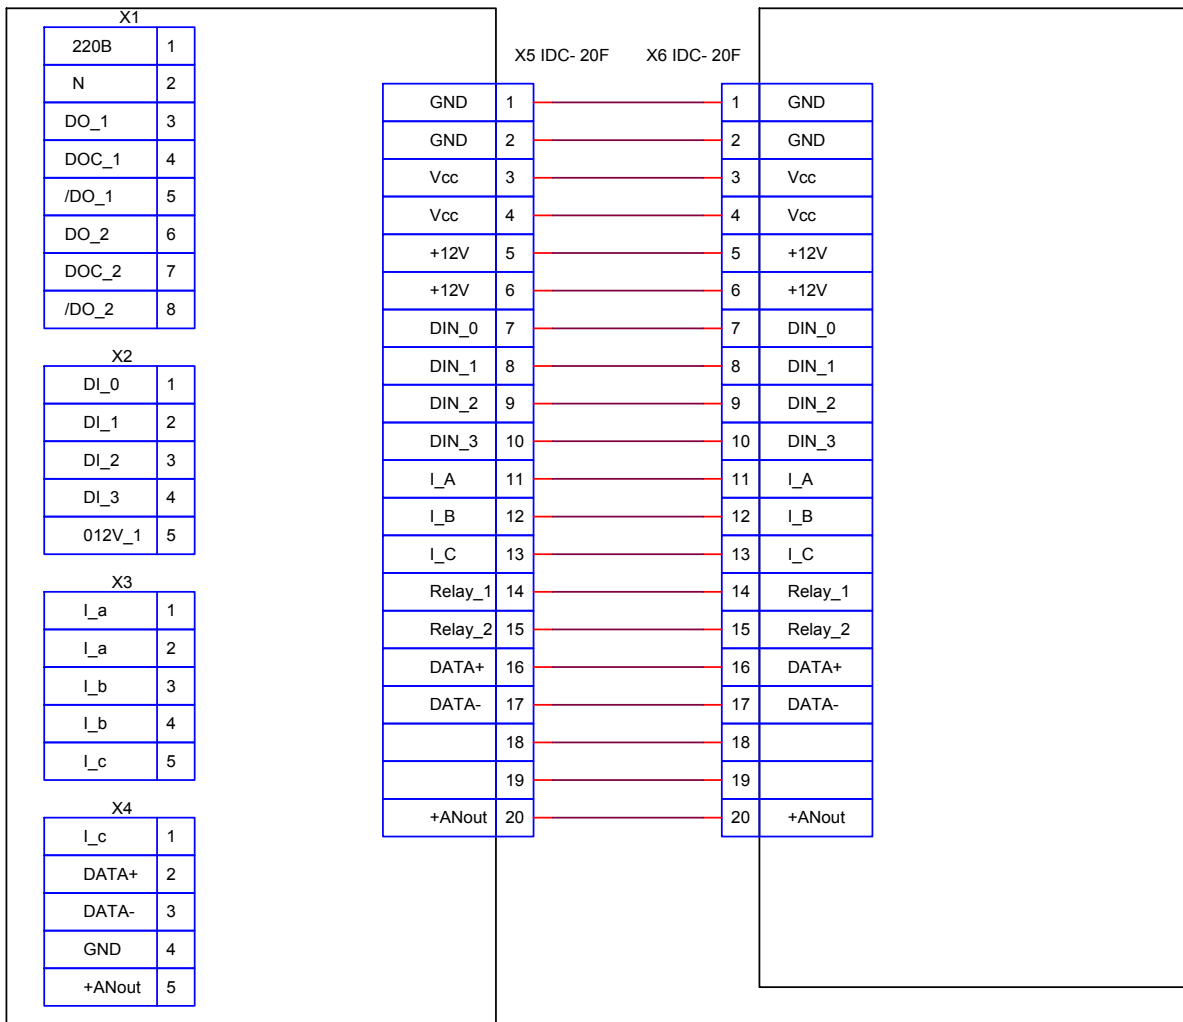 X1
220В 1
N 2
DO_1 3
DOC_1 4
/DO_1 5
DO_2 6
DOC_2 7
/DO_2 8
X2
DI_0 1
DI_1 2
DI_2 3
DI_3 4
012V_1 5
X3
I_a 1
I_a 2
I_b 3
I_b 4
I_c 5
X4
I_c 1
DATA+ 2
DATA- 3
GND 4
+ANout 5
X5 IDC- 20F X6 IDC- 20F
GND 1 1 GND
GND 2 2 GND
Vcc 3 3 Vcc
Vcc 4 4 Vcc
+12V 5 5 +12V
+12V 6 6 +12V
DIN_0 7 7 DIN_0
DIN_1 8 8 DIN_1
DIN_2 9 9 DIN_2
DIN_3 10 10 DIN_3
I_A 11 11 I_A
I_B 12 12 I_B
I_C 13 13 I_C
Relay_1 14 14 Relay_1
Relay_2 15 15 Relay_2
DATA+ 16 16 DATA+
DATA- 17 17 DATA-
18 18
19 19
+ANout 20 20 +ANout